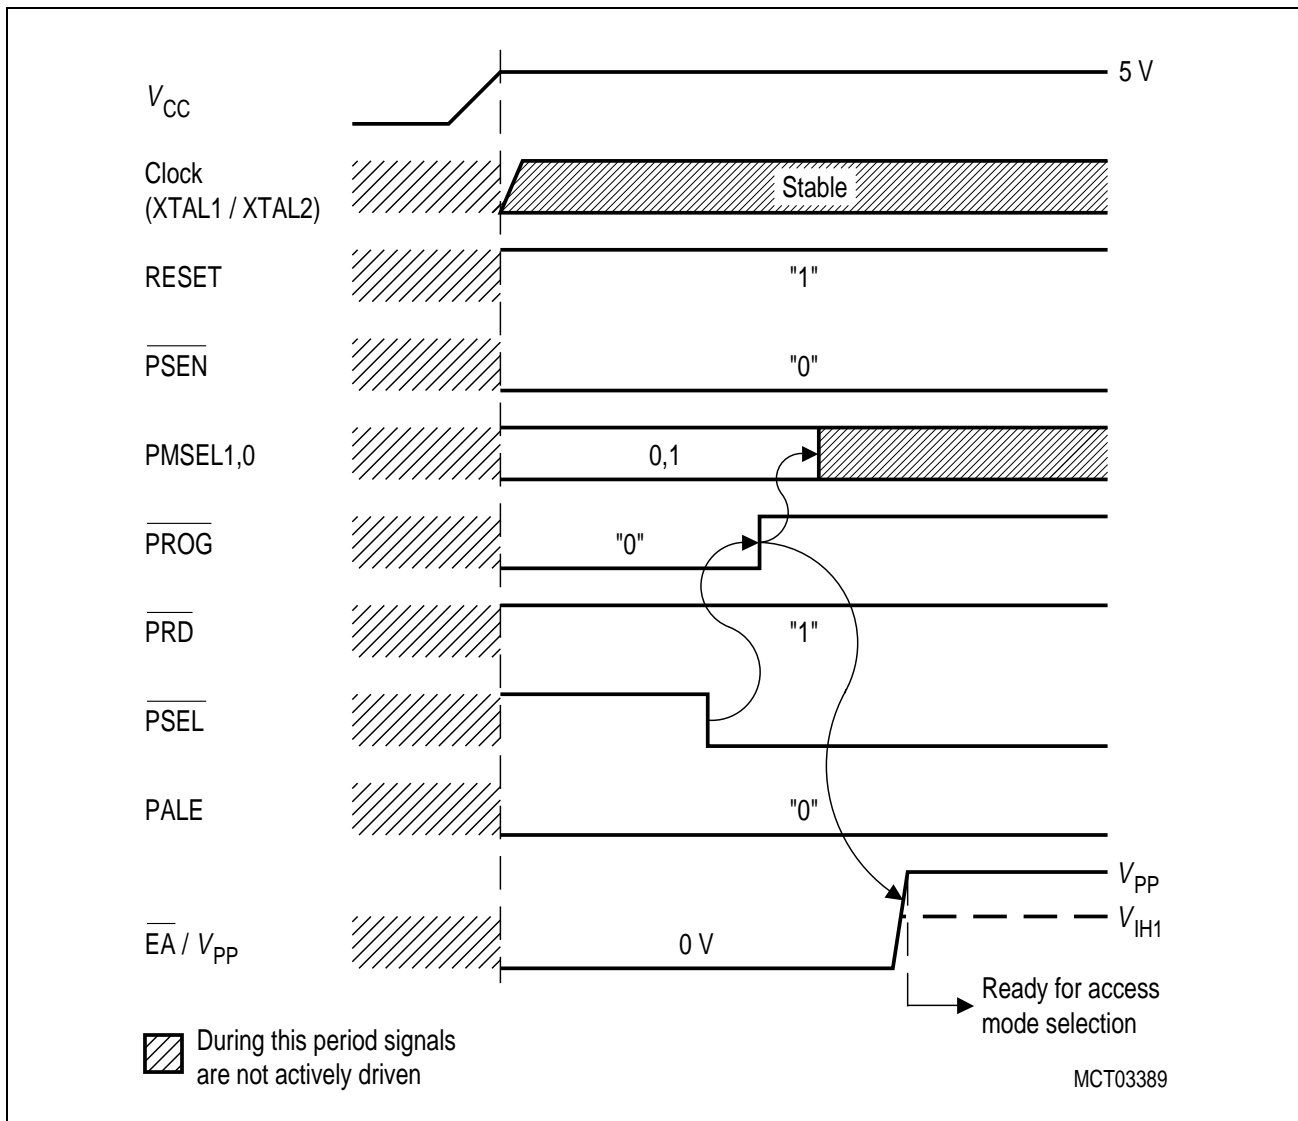 VCC
5 V
Clock
(XTAL1 / XTAL2)
Stable
RESET
"1"
PSEN
"0"
PMSEL1,0
0,1
PROG
"0"
PRD
"1"
PSEL
PALE
"0"
VPP
VIH1
EA / VPP
0 V
Ready for access
mode selection
During this period signals
are not actively driven
MCT03389